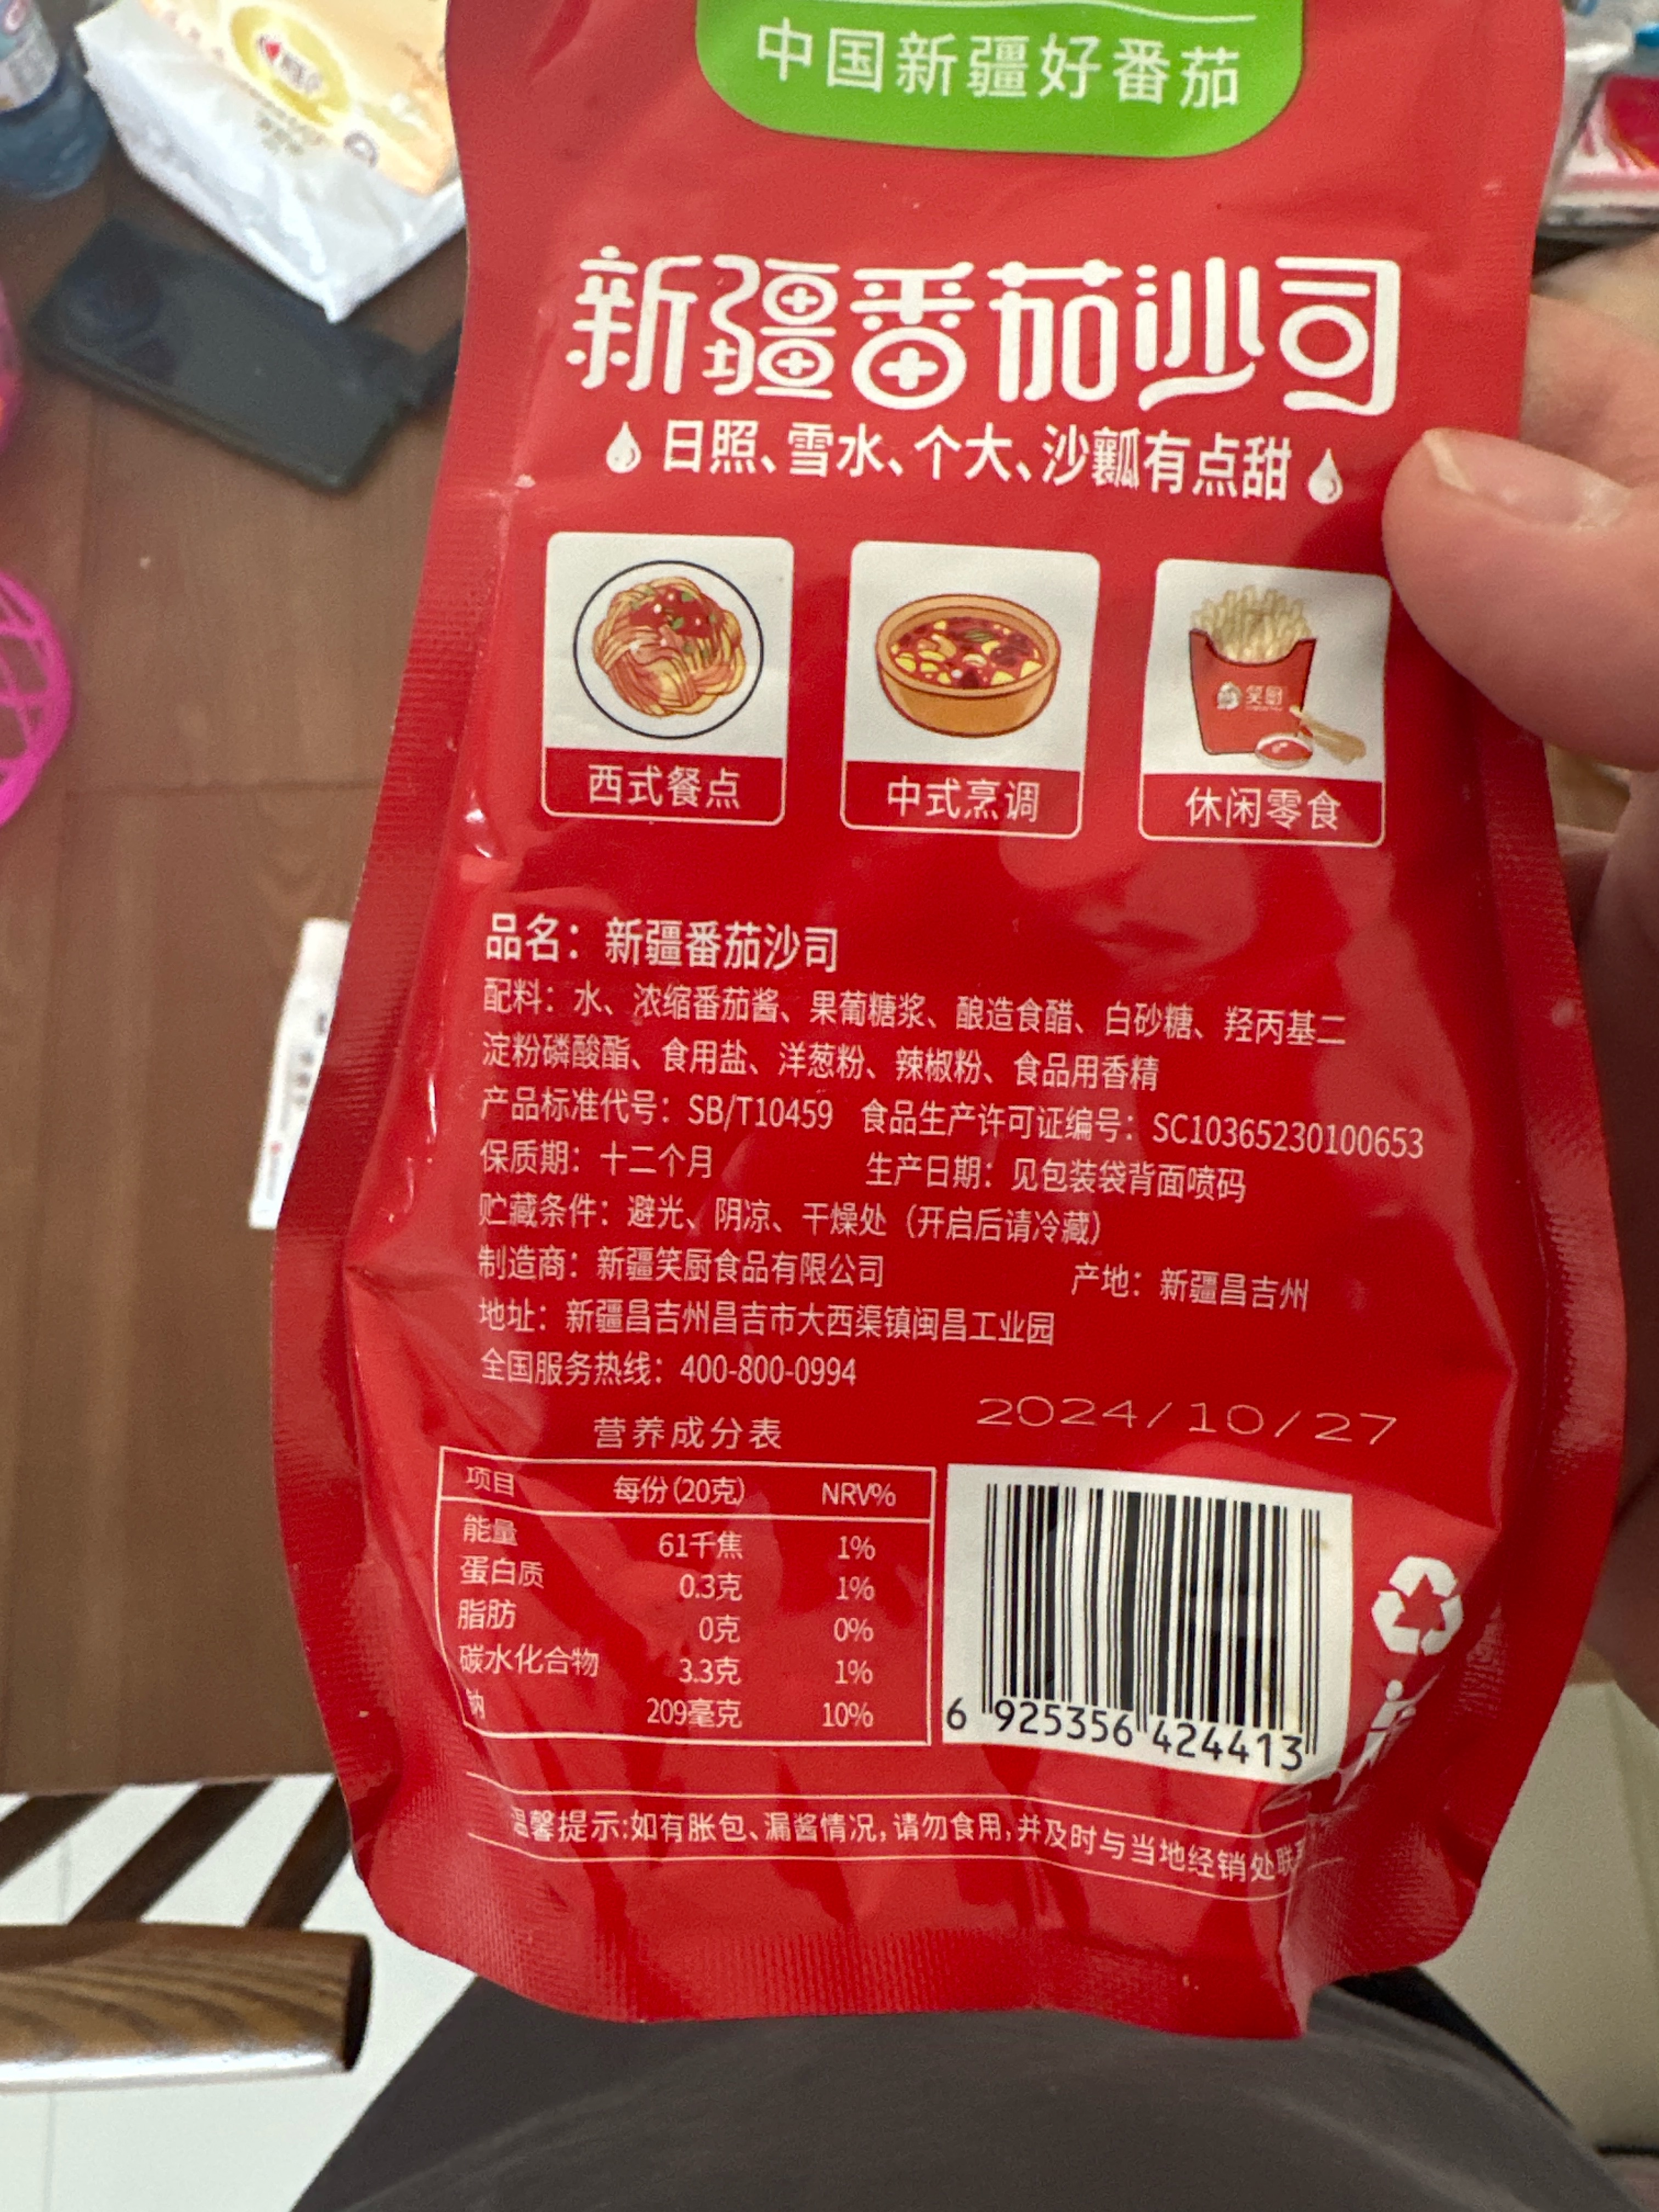 中国新疆好番茄
新疆番茄沙司
日照、雪水、个大、沙瓤有点甜
笑厨
西式餐点 中式烹调 休闲零食
品名：新疆番茄沙司
配料：水、浓缩番茄酱、果葡糖浆、酿造食醋、白砂糖、羟丙基二
淀粉磷酸酯、食用盐、洋葱粉、辣椒粉、食品用香精
产品标准代号：SB/T10459 食品生产许可证编号：SC10365230100653
保质期：十二个月 生产日期：见包装袋背面喷码
贮藏条件：避光、阴凉、干燥处（开启后请冷藏）
制造商：新疆笑厨食品有限公司 产地：新疆昌吉州
地址：新疆昌吉州昌吉市大西渠镇闽昌工业园
全国服务热线：400-800-0994
2024/10/27
营养成分表
项目 每份(20克) NRV%
能量 61千焦 1%
蛋白质 0.3克 1%
脂肪 0克 0%
碳水化合物 3.3克 1%
钠 209毫克 10%
6 925356 424413
温馨提示:如有胀包、漏酱情况,请勿食用,并及时与当地经销处联